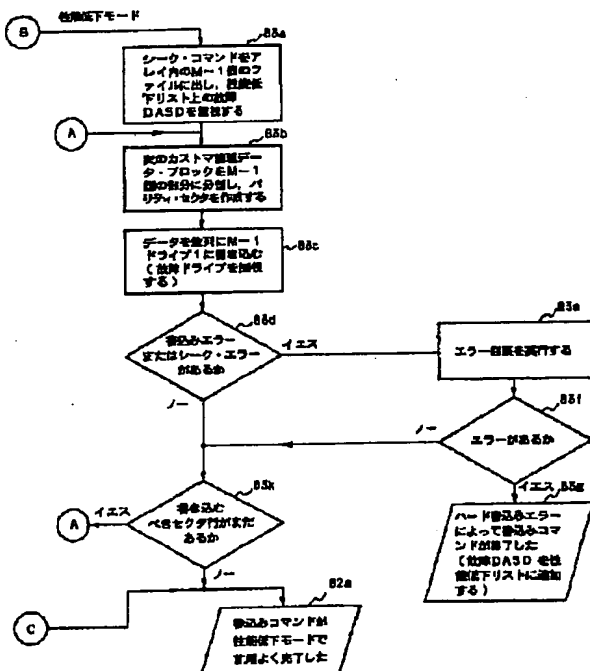 B
性能低下モード
83a
シーク・コマンドをア
レイ内のM−1個のファ
イルに出し、性能低
下リスト上の故障
DASDを無視する
A
83b
次のカストマ
データ・ブロックをM−1
個の部分に分割し、パ
リティ・セクタを作成する
データを並列にM−1
ドライブ1に書き込む
(故障ドライブを無視
する)
83c
書込みエラー
またはシーク・エラー
があるか
83d
イエス
ノー
83e
エラー回復を実行する
83f
エラーがあるか
ノー
イエス
83g
ハード書込みエラー
によって書込みコマ
ンドが終了した
(故障DASDを性
能低下リストに追加
する)
83k
書き込む
べきセクタ
がまだ
あるか
イエス
A
ノー
C
82a
書込みコマンドが
性能低下モードで
首尾よく完了した